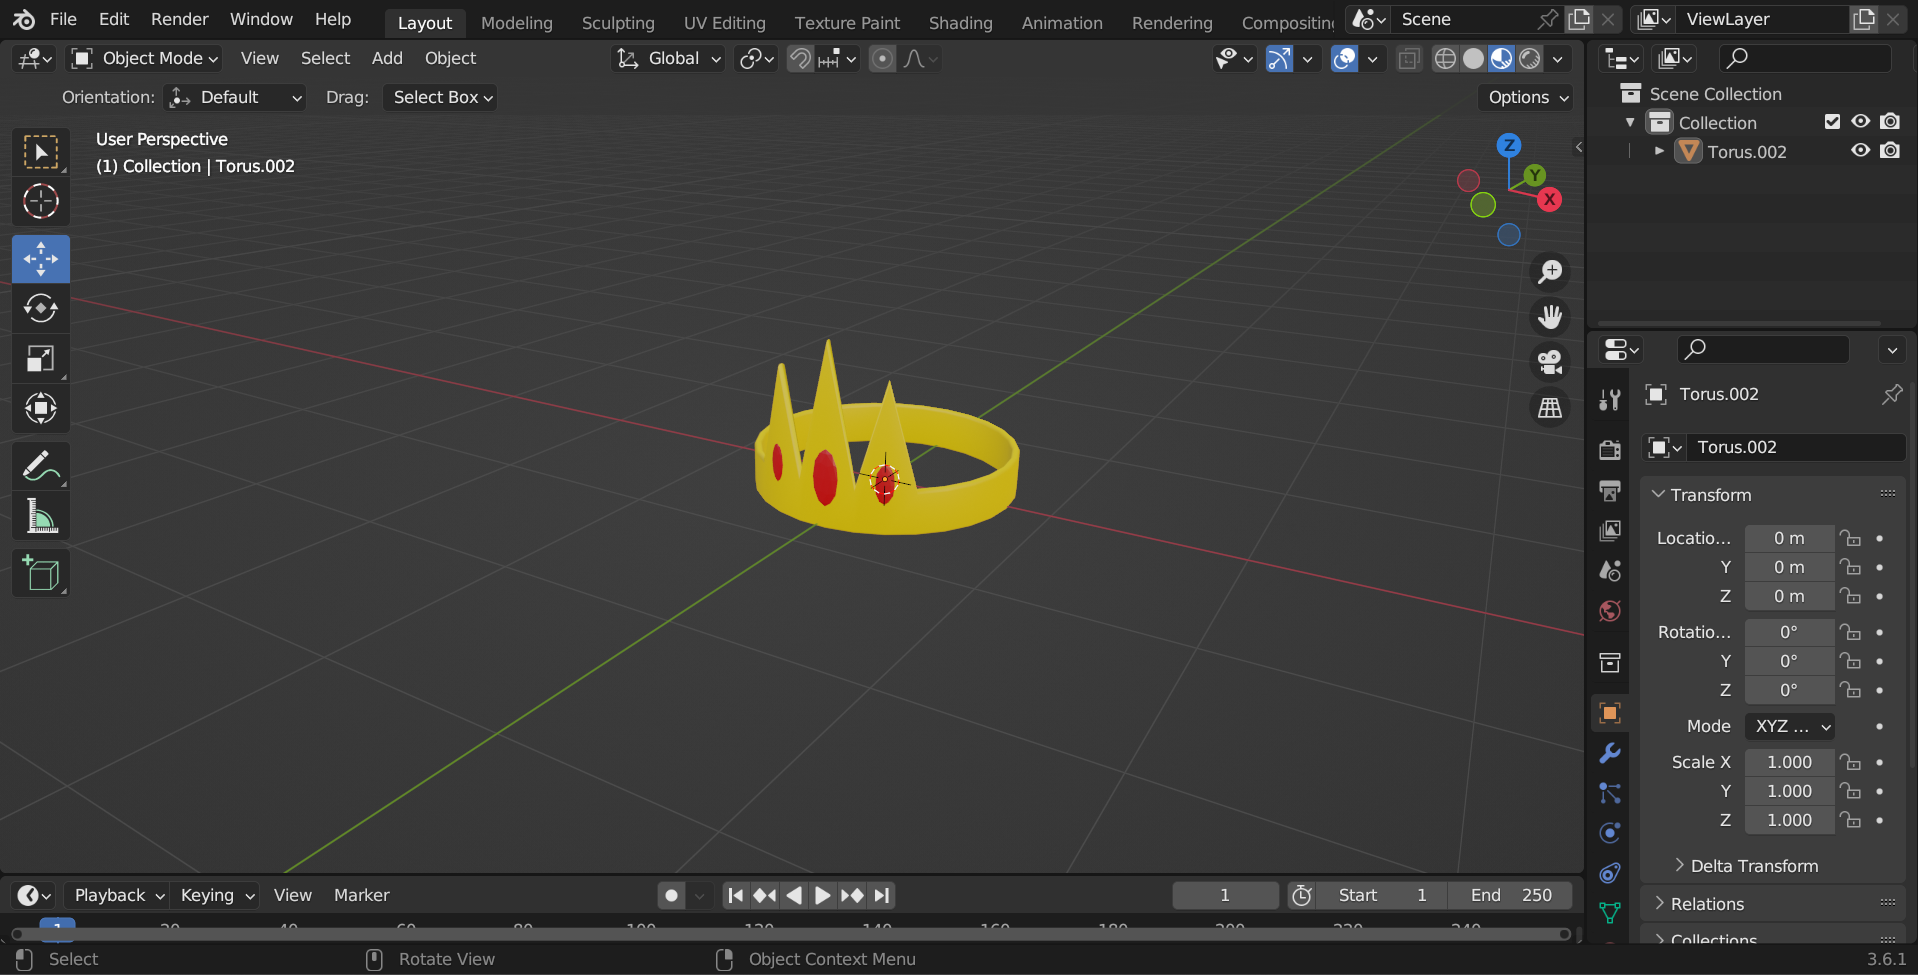 File Edit Render Window Help Layout Modeling Sculpting UV Editing Texture Paint Shading Animation Rendering Compositing Scene ViewLayer
Object Mode View Select Add Object Global
Orientation: Default Drag: Select Box Options
User Perspective
(1) Collection | Torus.002
Z
Y
X
Scene Collection
Collection
Torus.002
Torus.002
Torus.002
Transform
Locatio... 0 m
Y 0 m
Z 0 m
Rotatio... 0°
Y 0°
Z 0°
Mode XYZ ...
Scale X 1.000
Y 1.000
Z 1.000
Delta Transform
Relations
Collections
Playback Keying View Marker 1 Start 1 End 250
1 20 40 60 80 100 120 140 160 180 200 220 240
Select Rotate View Object Context Menu 3.6.1